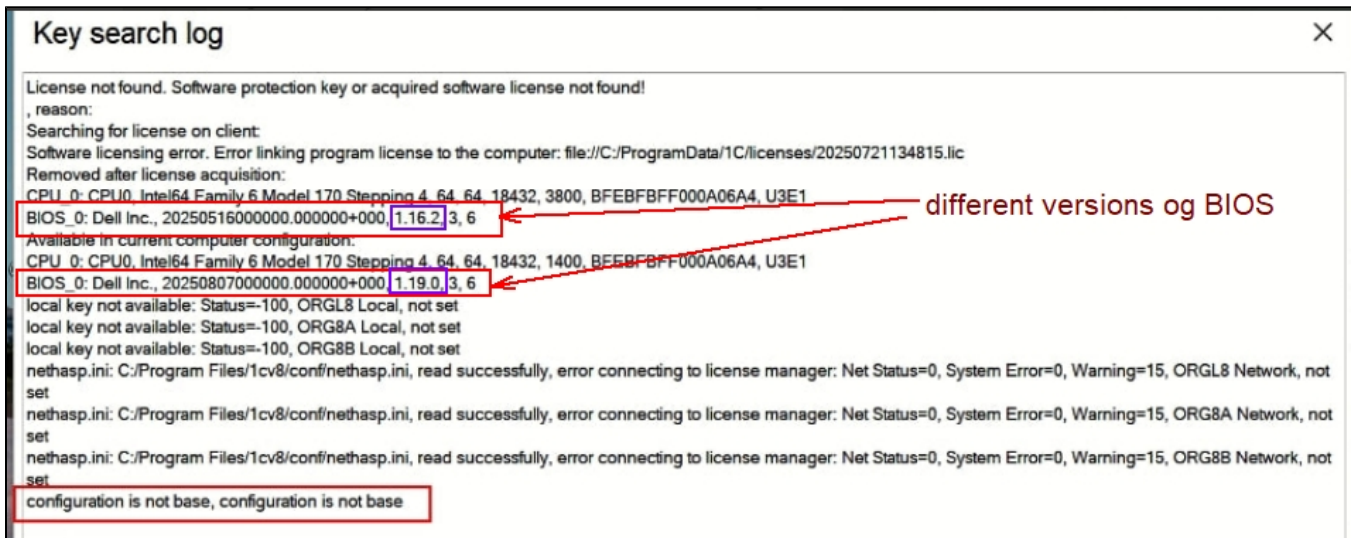 Key search log
License not found. Software protection key or acquired software license not found!
, reason:
Searching for license on client:
Software licensing error. Error linking program license to the computer: file://C:/ProgramData/1C/licenses/20250721134815.lic
Removed after license acquisition:
CPU_0: CPU0, Intel64 Family 6 Model 170 Stepping 4, 64, 64, 18432, 3800, BFEBFBFF000A06A4, U3E1
BIOS_0: Dell Inc., 20250516000000.000000+000, 1.16.2, 3, 6
different versions og BIOS
Available in current computer configuration:
CPU_0: CPU0, Intel64 Family 6 Model 170 Stepping 4, 64, 64, 18432, 1400, BFEBFBFF000A06A4, U3E1
BIOS_0: Dell Inc., 20250807000000.000000+000, 1.19.0, 3, 6
local key not available: Status=-100, ORGL8 Local, not set
local key not available: Status=-100, ORG8A Local, not set
local key not available: Status=-100, ORG8B Local, not set
nethasp.ini: C:/Program Files/1cv8/conf/nethasp.ini, read successfully, error connecting to license manager: Net Status=0, System Error=0, Warning=15, ORGL8 Network, not
set
nethasp.ini: C:/Program Files/1cv8/conf/nethasp.ini, read successfully, error connecting to license manager: Net Status=0, System Error=0, Warning=15, ORG8A Network, not
set
nethasp.ini: C:/Program Files/1cv8/conf/nethasp.ini, read successfully, error connecting to license manager: Net Status=0, System Error=0, Warning=15, ORG8B Network, not
set
configuration is not base, configuration is not base